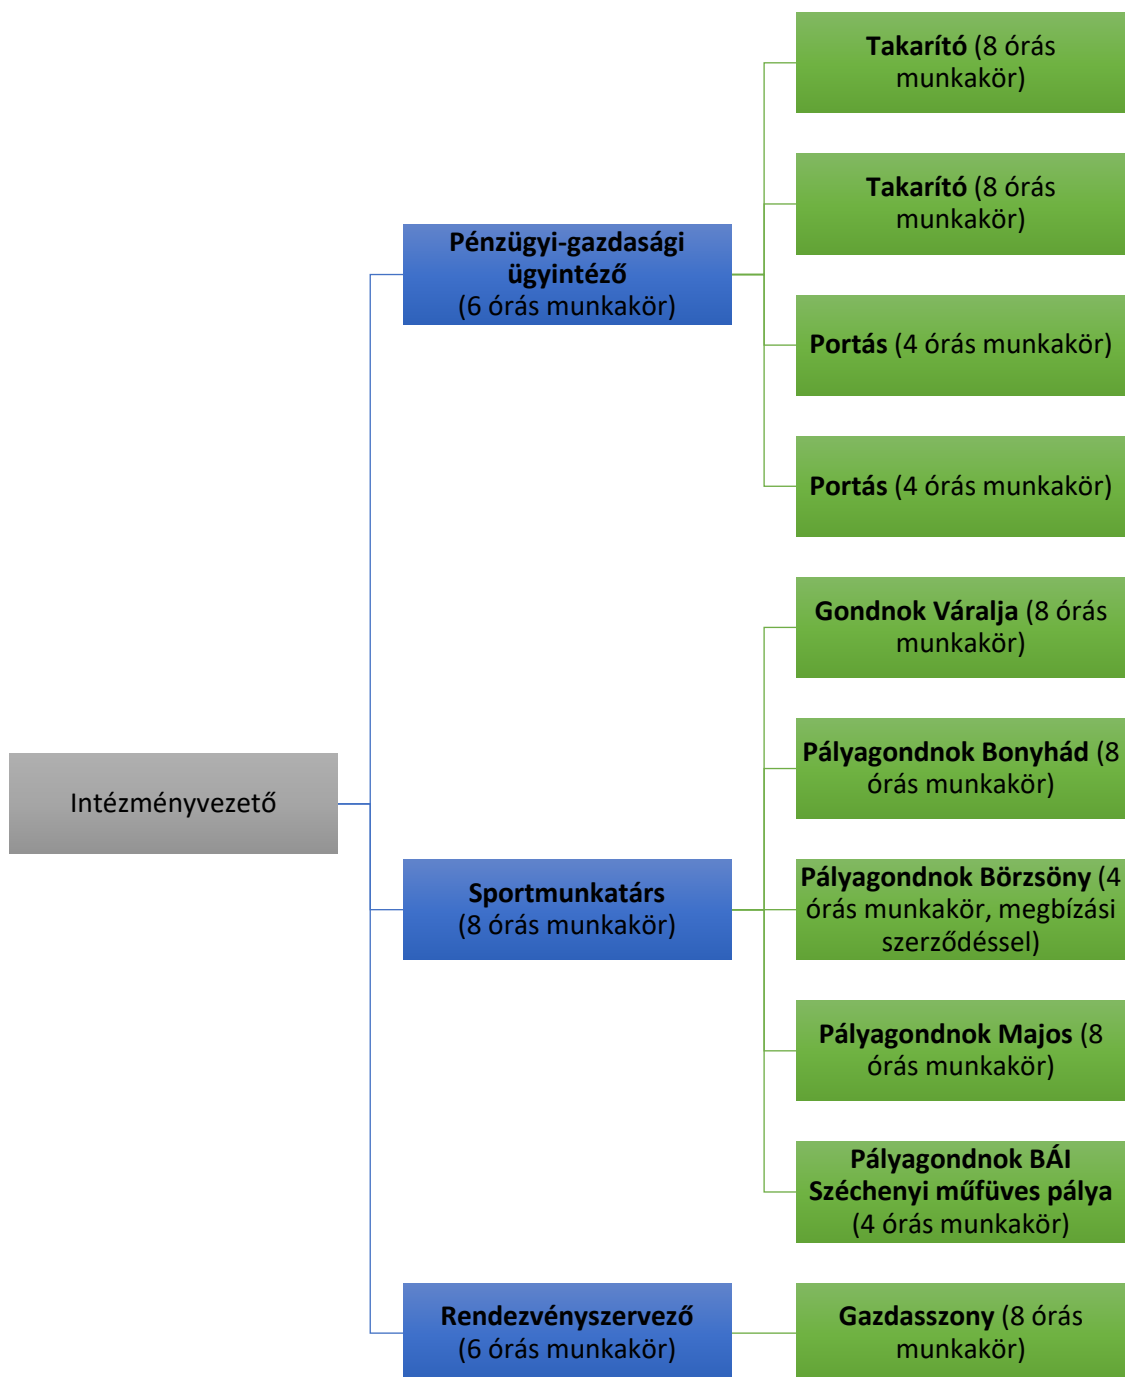 Takarító (8 órás
munkakör)
Takarító (8 órás
munkakör)
Pénzügyi-gazdasági
ügyintéző
(6 órás munkakör)
Portás (4 órás munkakör)
Portás (4 órás munkakör)
Gondnok Váralja (8 órás
munkakör)
Pályagondnok Bonyhád (8
órás munkakör)
Intézményvezető
Sportmunkatárs
(8 órás munkakör)
Pályagondnok Börzsöny (4
órás munkakör, megbízási
szerződéssel)
Pályagondnok Majos (8
órás munkakör)
Pályagondnok BÁI
Széchenyi műfüves pálya
(4 órás munkakör)
Rendezvényszervező
(6 órás munkakör)
Gazdasszony (8 órás
munkakör)